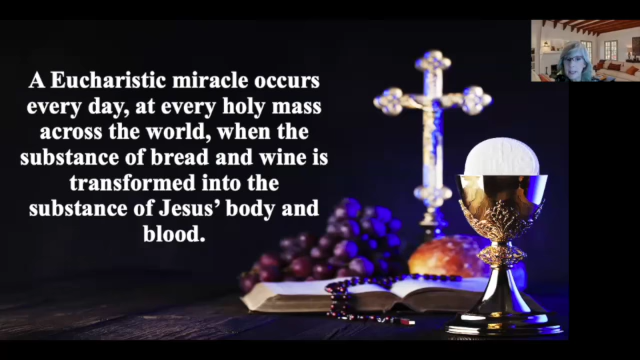 A Eucharistic miracle occurs
every day, at every holy mass
across the world, when the
substance of bread and wine is
transformed into the
substance of Jesus’ body and
blood.